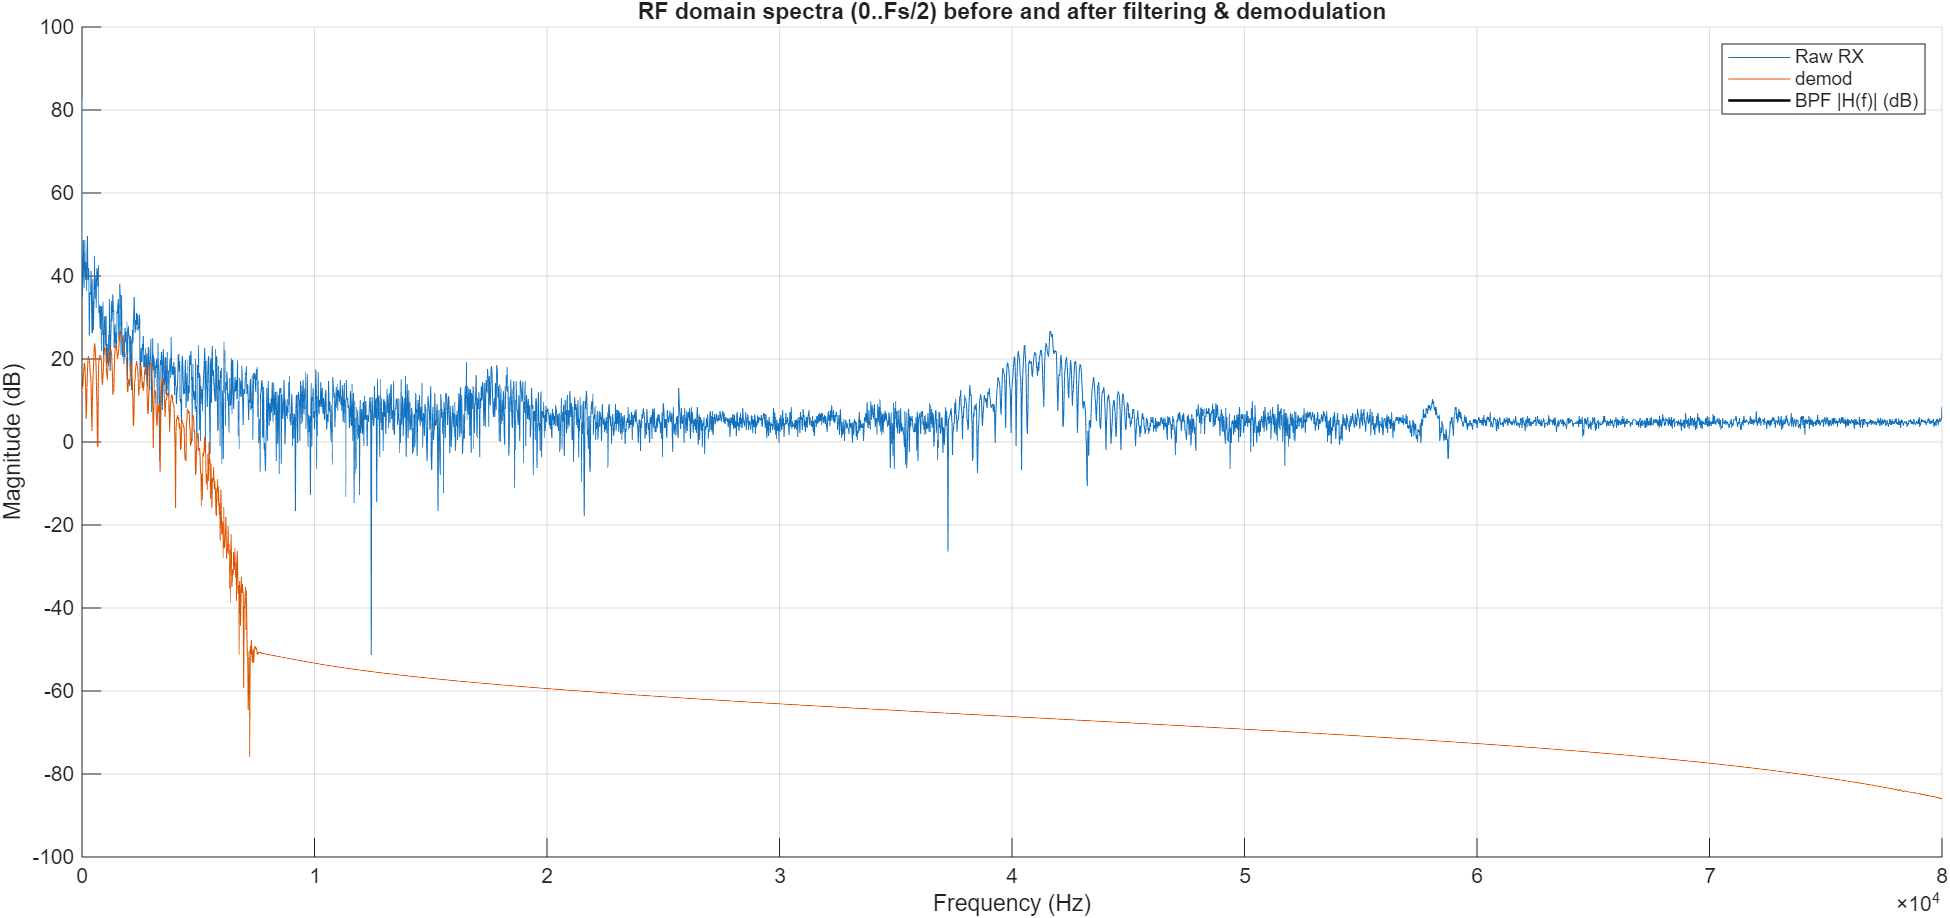 RF domain spectra (0..Fs/2) before and after filtering & demodulation
Magnitude (dB)
100
80
60
40
20
0
-20
-40
-60
-80
-100
Raw RX
demod
BPF |H(f)| (dB)
0 1 2 3 4 5 6 7 8
×10⁴
Frequency (Hz)